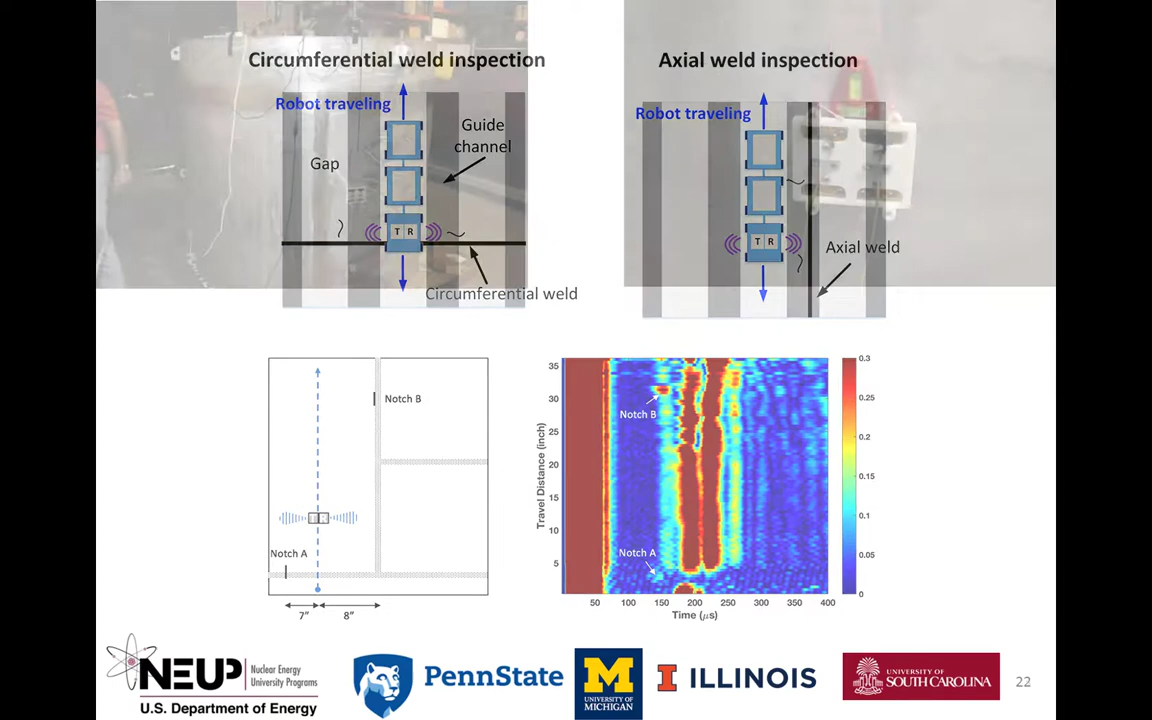 Circumferential weld inspection
Robot traveling
Guide
channel
Gap
T R
Circumferential weld
Axial weld inspection
Robot traveling
T R
Axial weld
Notch B
Notch A
7”
8”
Travel Distance (inch)
35
30
25
20
15
10
5
Notch B
Notch A
50 100 150 200 250 300 350 400
Time (μs)
0.3
0.25
0.2
0.15
0.1
0.05
0
NEUP
Nuclear Energy
University Programs
U.S. Department of Energy
PennState
M
UNIVERSITY OF
MICHIGAN
I ILLINOIS
UNIVERSITY OF
SOUTH CAROLINA
22